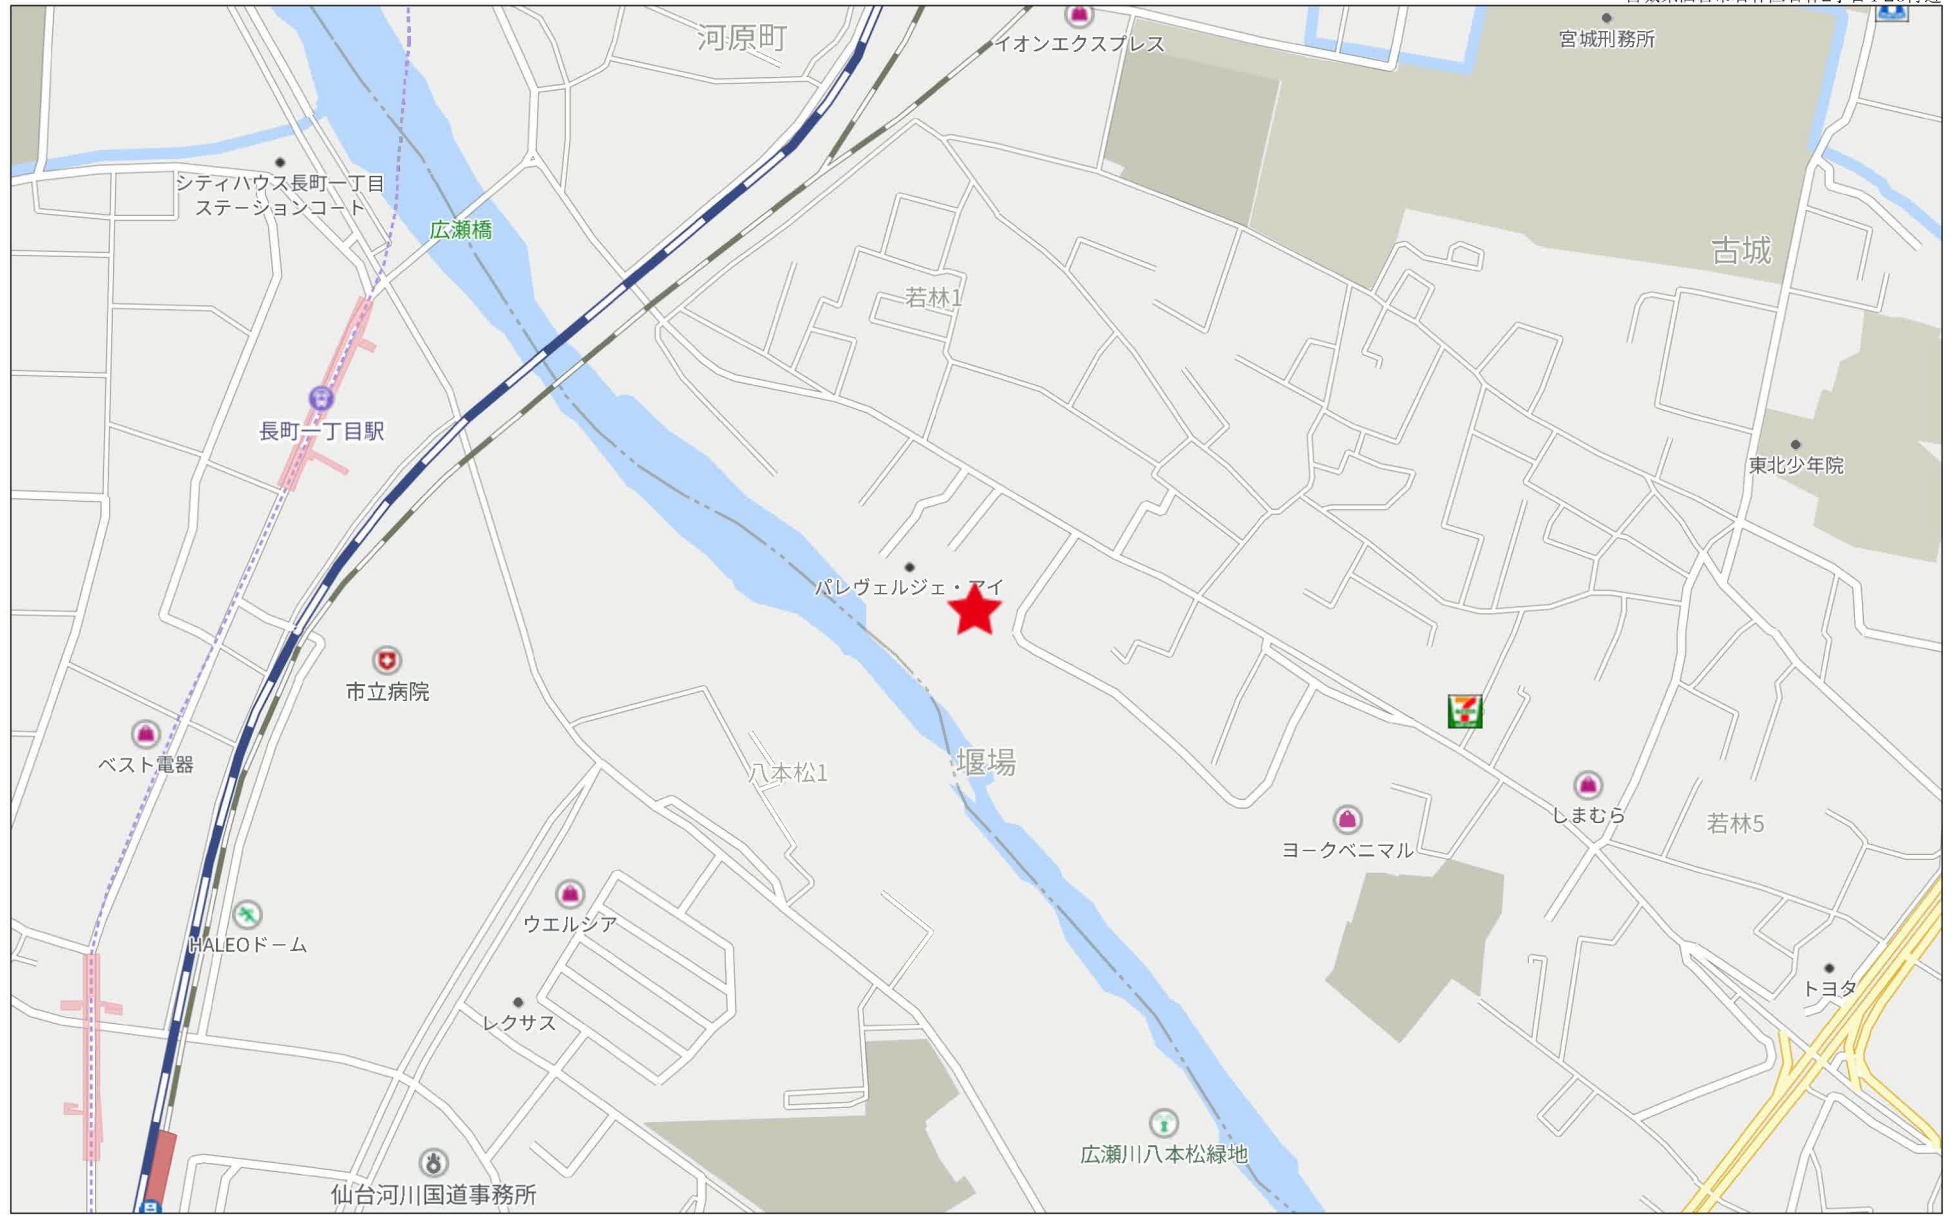 河原町
イオンエクスプレス
宮城刑務所
シティハウス長町一丁目
ステーションコート
広瀬橋
古城
若林1
長町一丁目駅
東北少年院
パレヴェルジェ・アイ
市立病院
ベスト電器
堰場
八本松1
しまむら
若林5
ヨークベニマル
ウエルシア
HALEOドーム
トヨタ
レクサス
広瀬川八本松緑地
仙台河川国道事務所